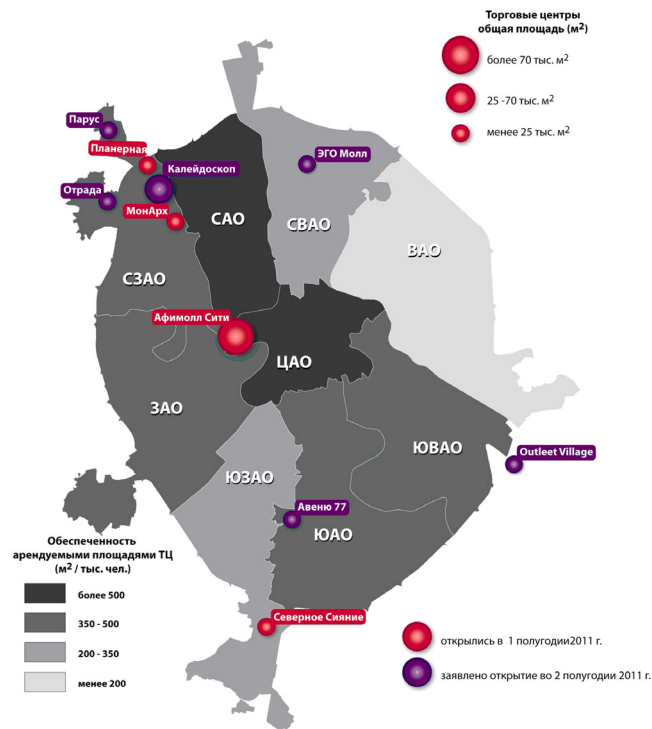 Торговые центры
общая площадь (м²)
более 70 тыс. м²
25 -70 тыс. м²
менее 25 тыс. м²
Парус
Планерная
Калейдоскоп
ЭГО Молл
Отрада
МонАрх
САО
СВАО
ВАО
СЗАО
Афимолл Сити
ЦАО
ЗАО
ЮВАО
Outleet Village
ЮЗАО
Авеню 77
ЮАО
Обеспеченность
арендуемыми площадями ТЦ
(м² / тыс. чел.)
более 500
350 - 500
200 - 350
менее 200
Северное Сияние
открылись в 1 полугодии2011 г.
заявлено открытие во 2 полугодии 2011 г.